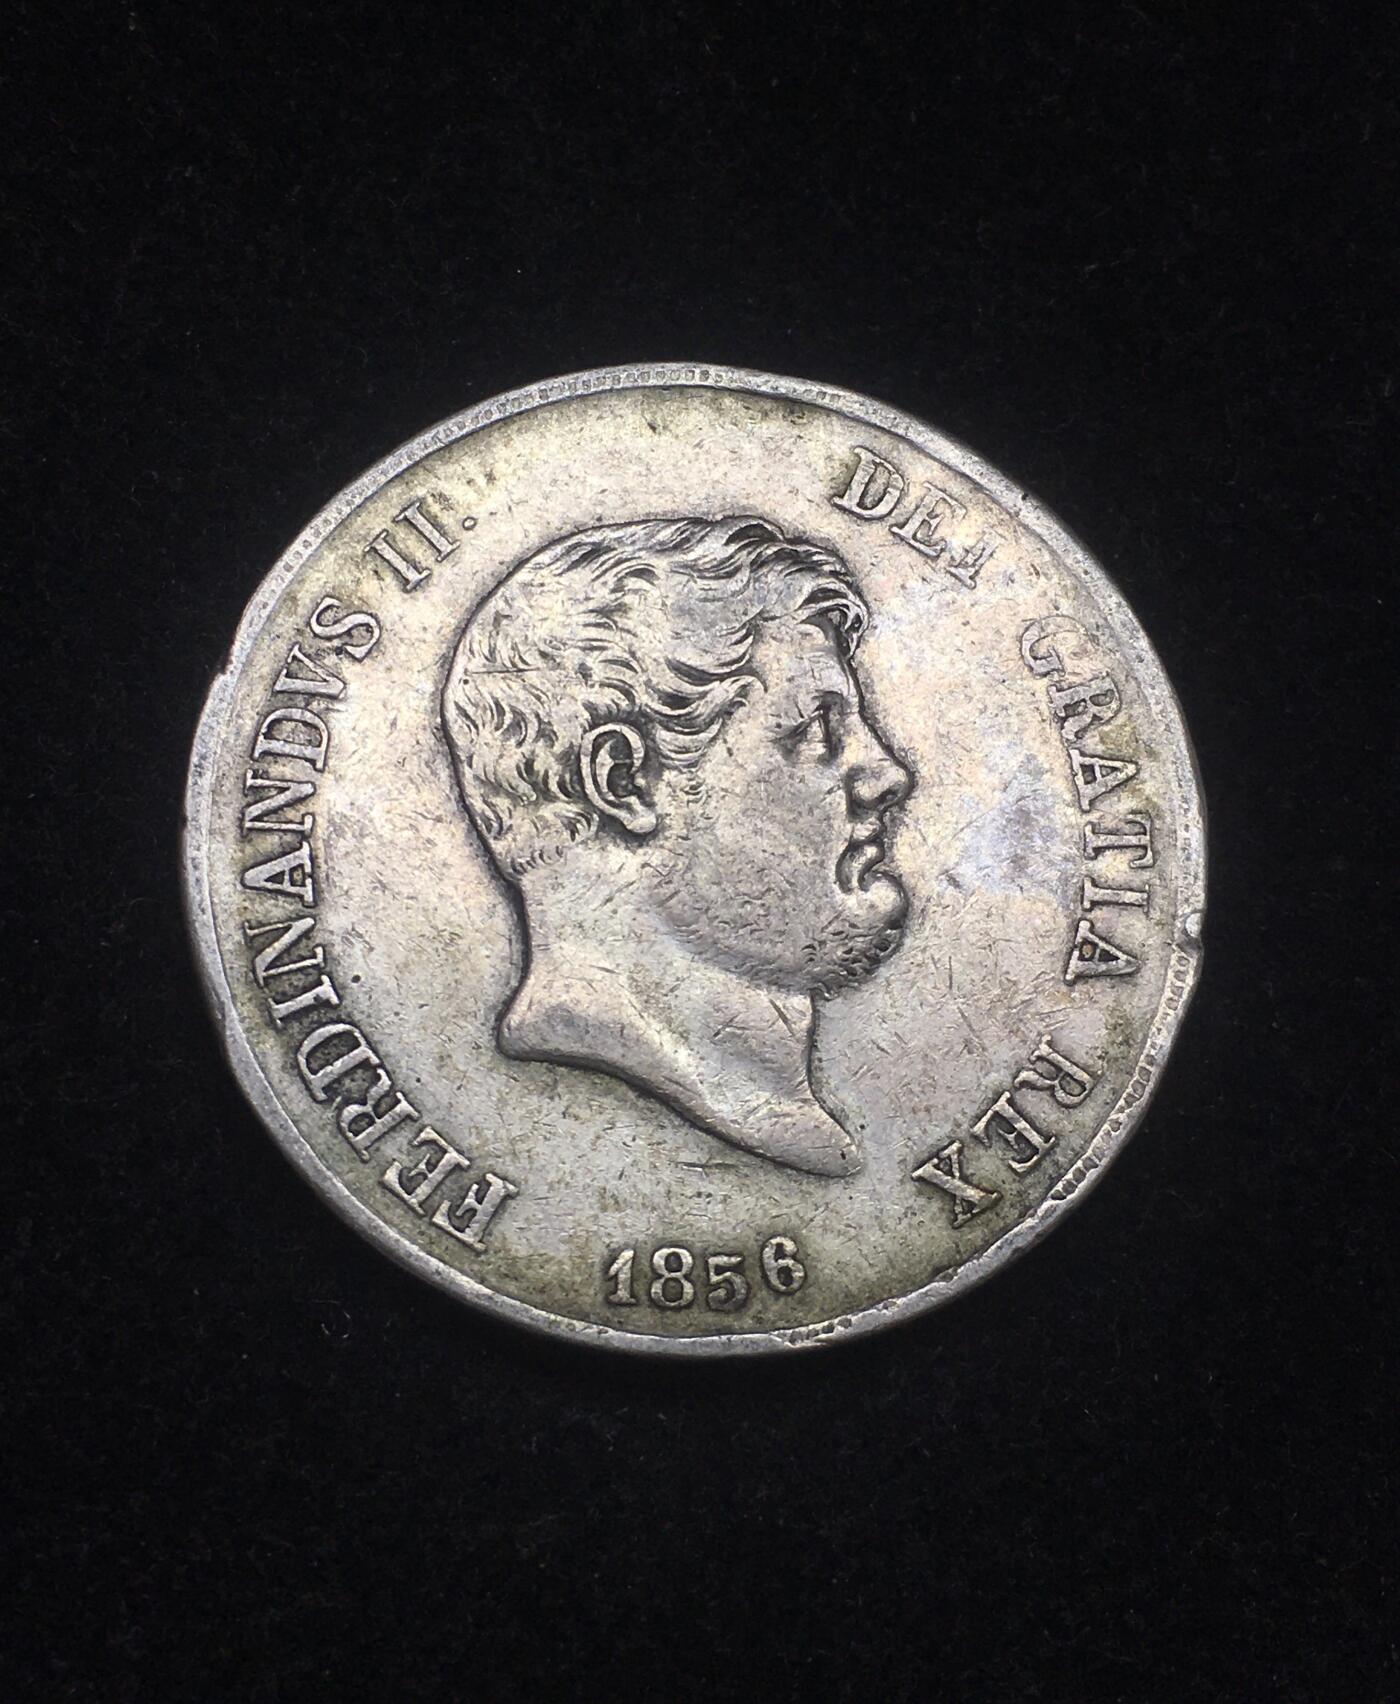 FERDINANDVS II. DEI GRATIA REX
1856